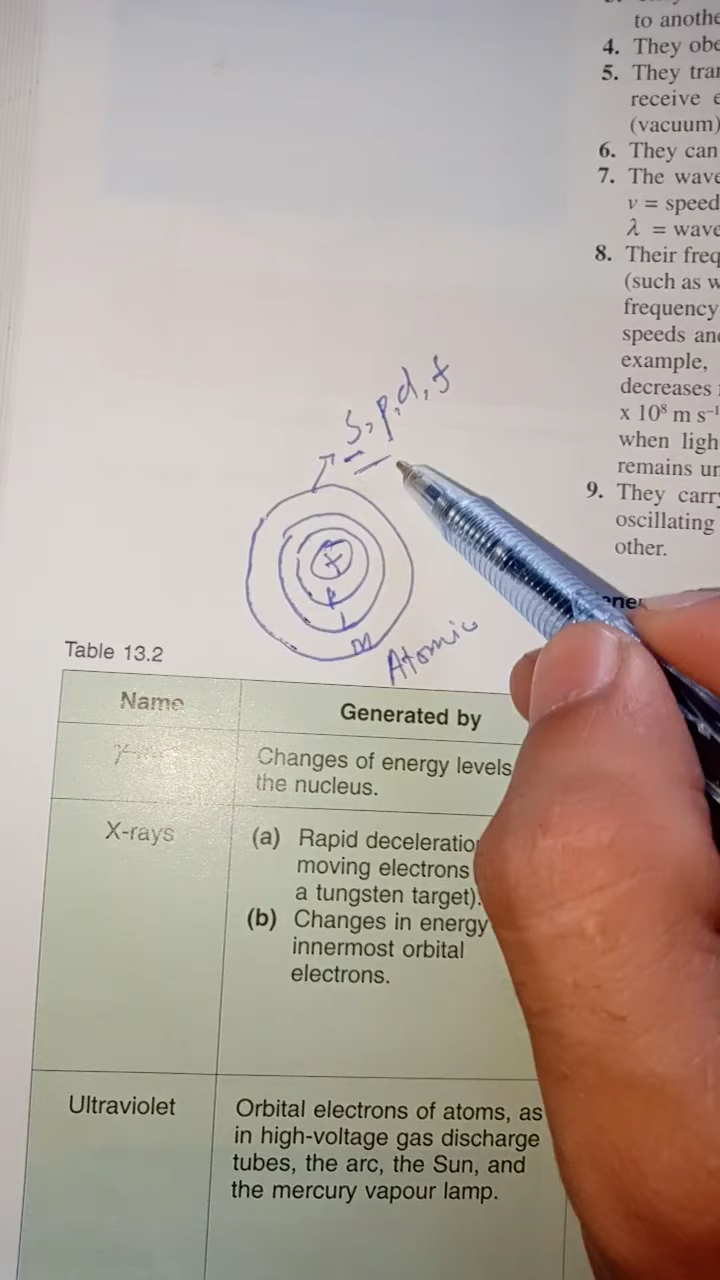 to anothe
4. They obe
5. They tra
receive e
(vacuum)
6. They can
7. The wave
v = speed
λ = wave
8. Their freq
(such as w
frequency
speeds and
example,
decreases
x 10⁸ m s⁻¹
when ligh
remains un
9. They carry
oscillating
other.
S, p, d, f
+
L
M
Atomic
Table 13.2
Name
Generated by
γ
Changes of energy levels
the nucleus.
X-rays
(a) Rapid deceleratio
moving electrons
a tungsten target).
(b) Changes in energy
innermost orbital
electrons.
Ultraviolet
Orbital electrons of atoms, as
in high-voltage gas discharge
tubes, the arc, the Sun, and
the mercury vapour lamp.